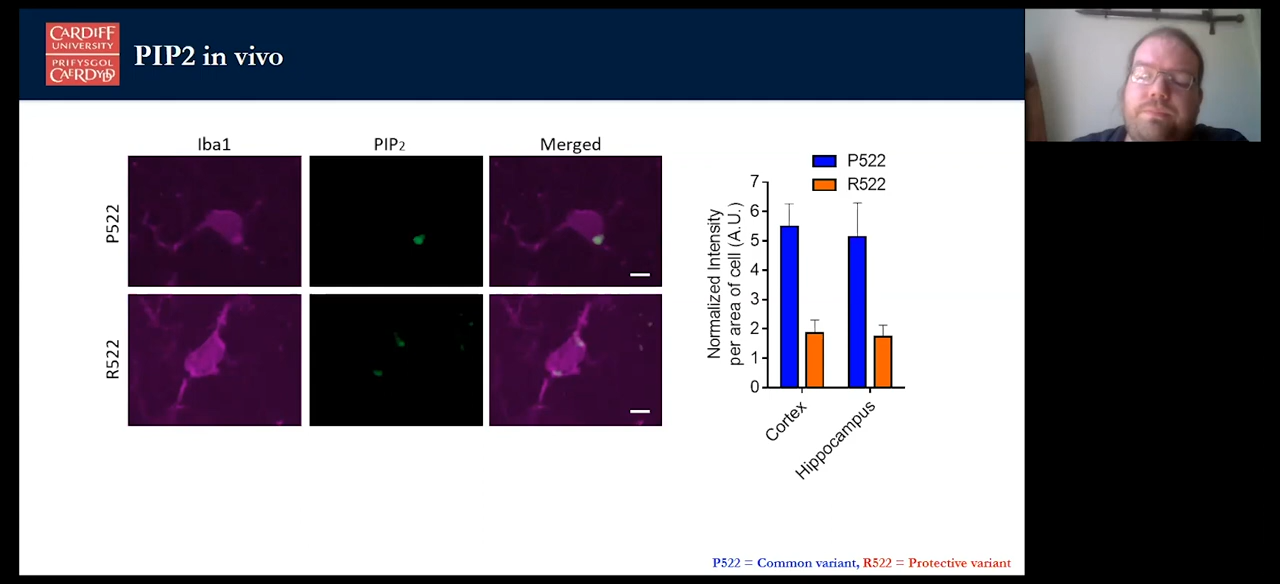 CARDIFF
UNIVERSITY
PRIFYSGOL
CAERDYDD
PIP2 in vivo
Iba1
PIP2
Merged
P522
R522
P522
R522
Normalized Intensity
per area of cell (A.U.)
7
6
5
4
3
2
1
0
Cortex
Hippocampus
P522 = Common variant, R522 = Protective variant